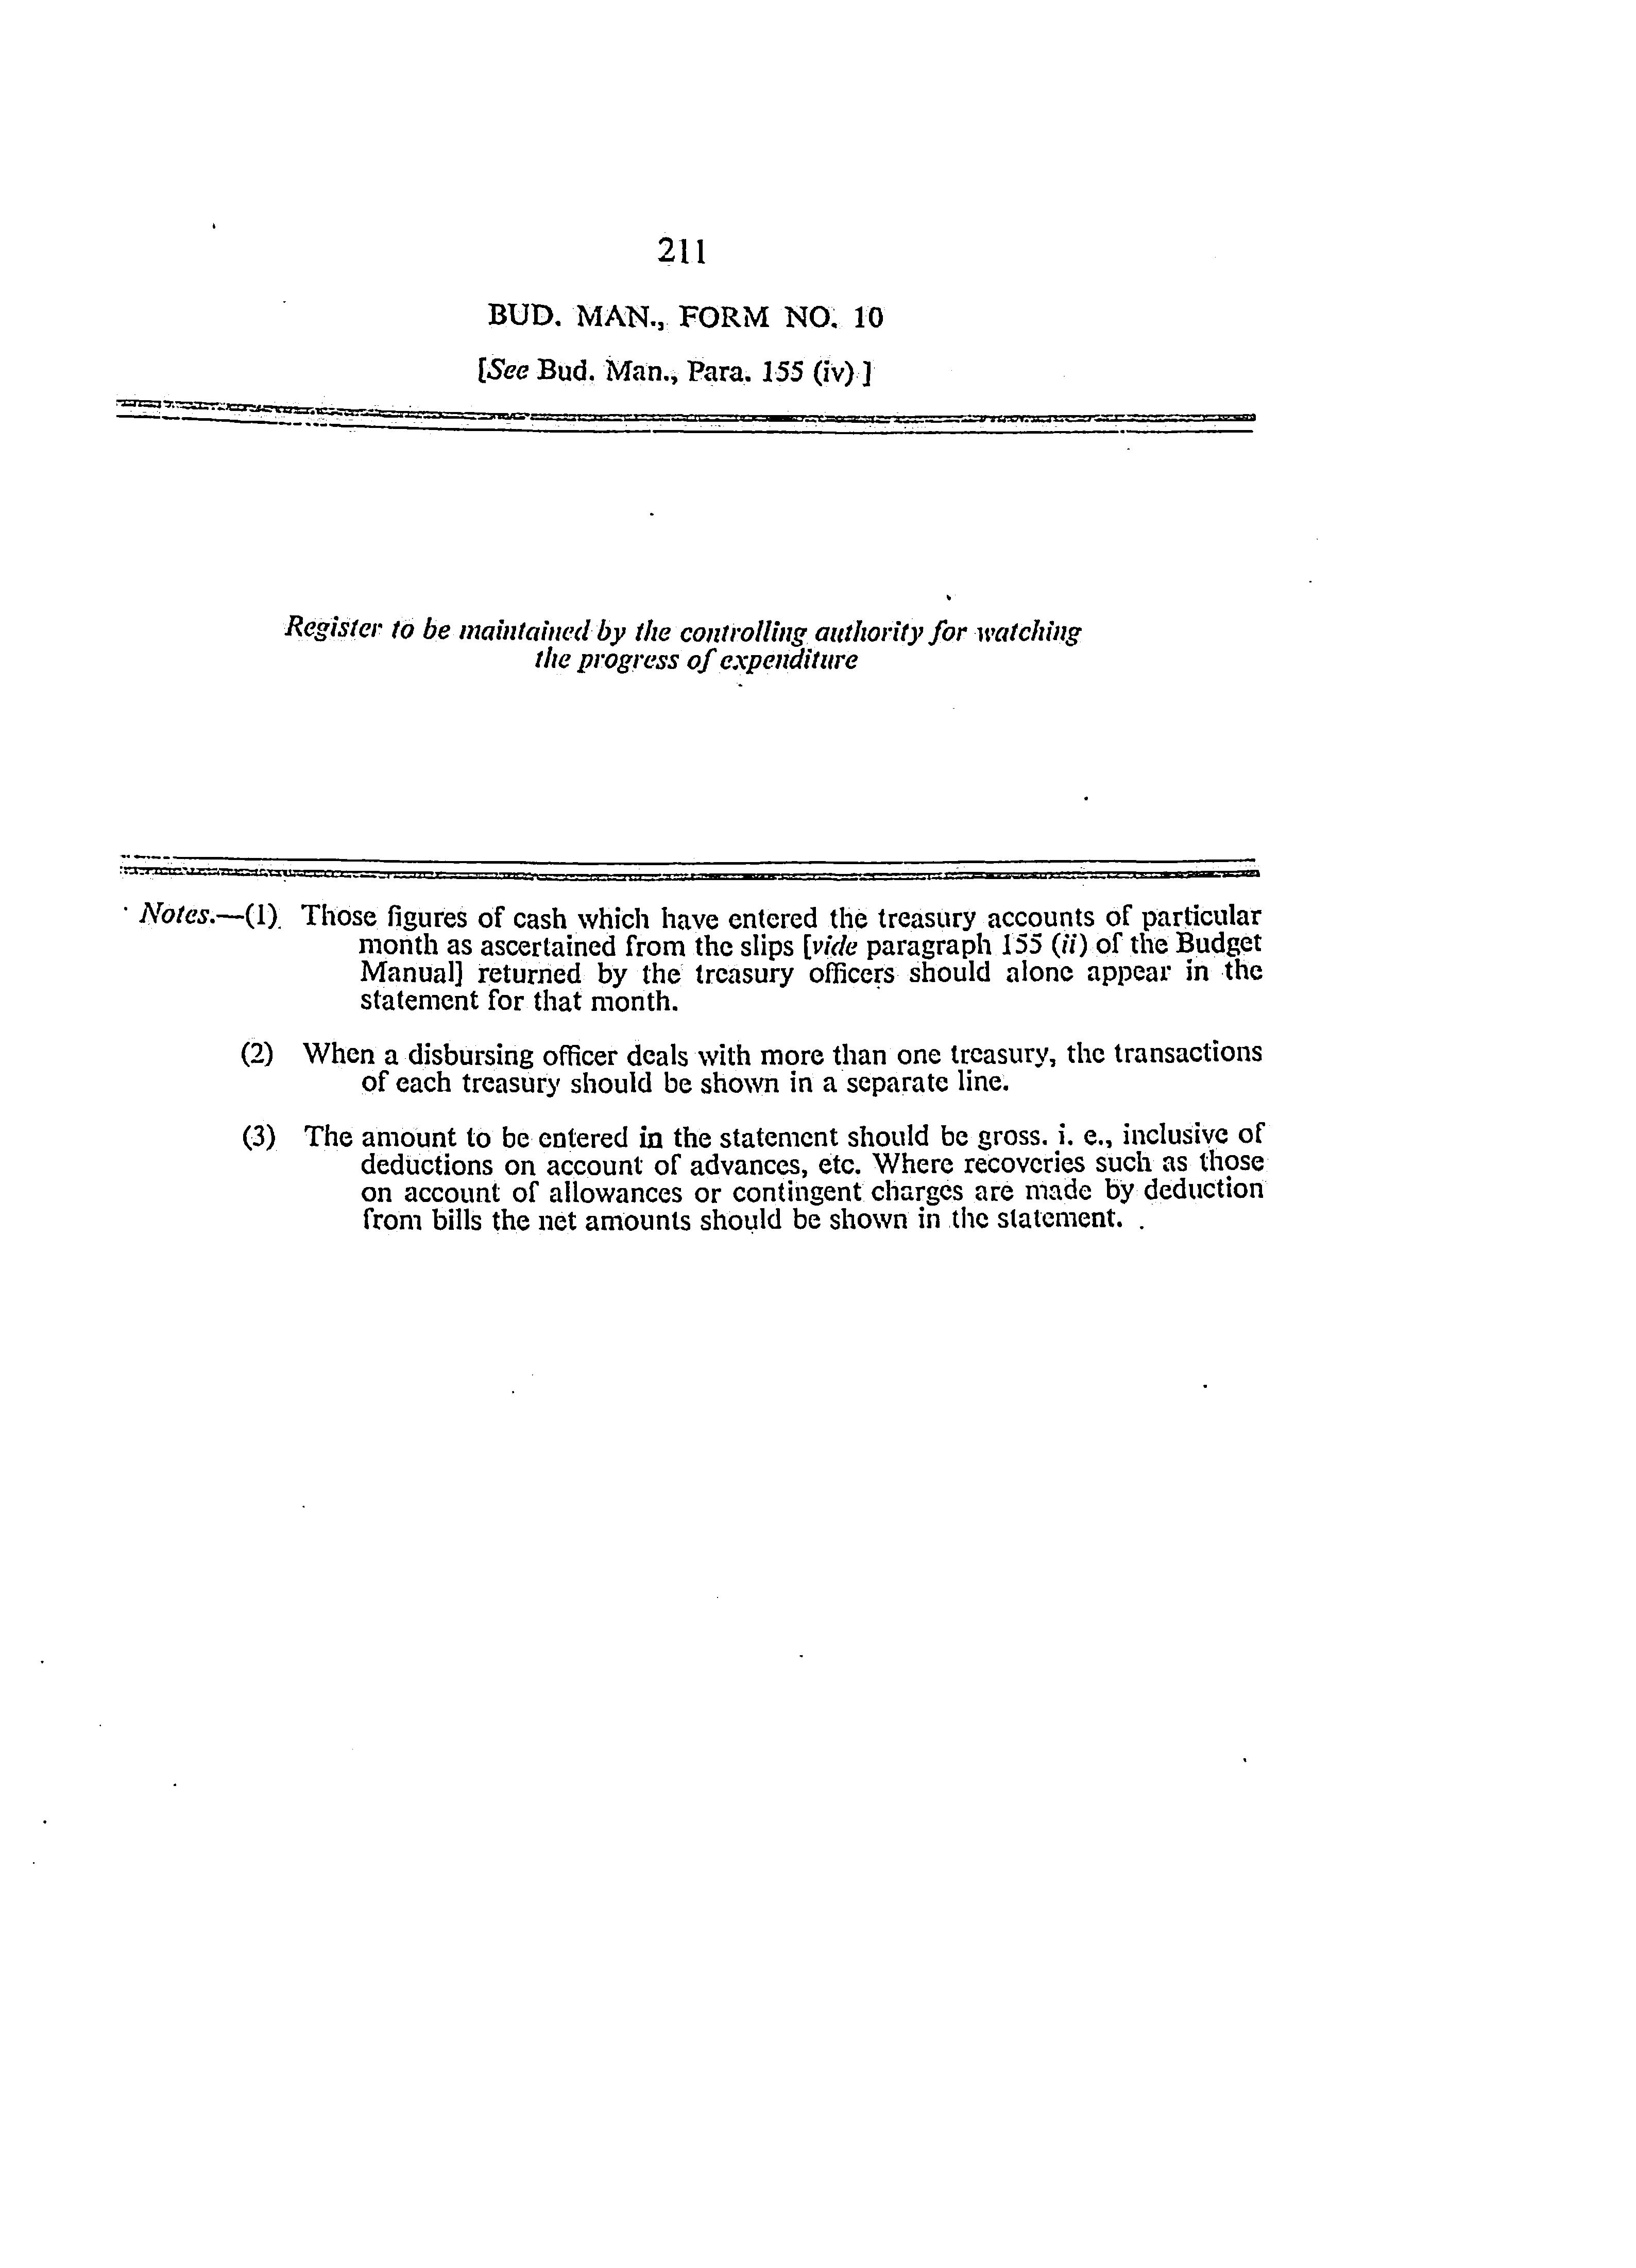 211
BUD. MAN., FORM NO. 10
[See Bud. Man., Para. 155 (iv) ]
Register to be maintained by the controlling authority for watching
the progress of expenditure
Notes.—(1) Those figures of cash which have entered the treasury accounts of particular
month as ascertained from the slips [vide paragraph 155 (ii) of the Budget
Manual] returned by the treasury officers should alone appear in the
statement for that month.
(2) When a disbursing officer deals with more than one treasury, the transactions
of each treasury should be shown in a separate line.
(3) The amount to be entered in the statement should be gross. i. e., inclusive of
deductions on account of advances, etc. Where recoveries such as those
on account of allowances or contingent charges are made by deduction
from bills the net amounts should be shown in the statement.